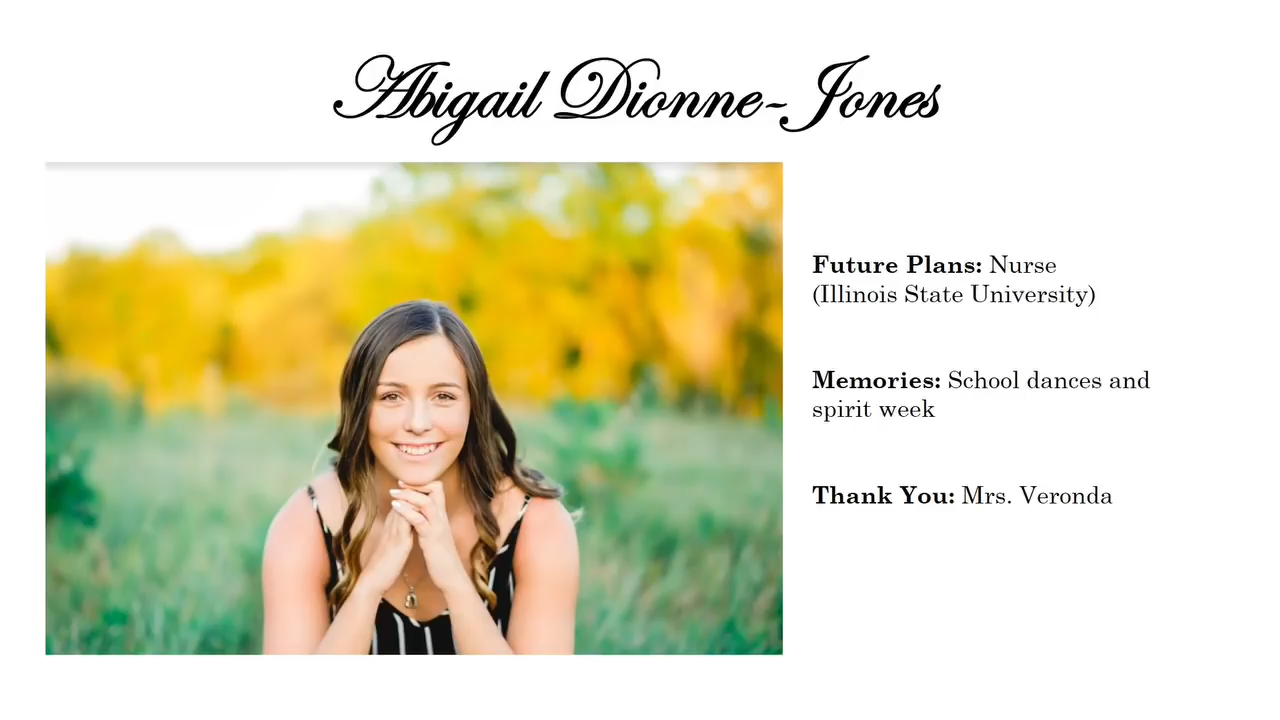 Abigail Dionne-Jones
Future Plans: Nurse
(Illinois State University)
Memories: School dances and
spirit week
Thank You: Mrs. Veronda